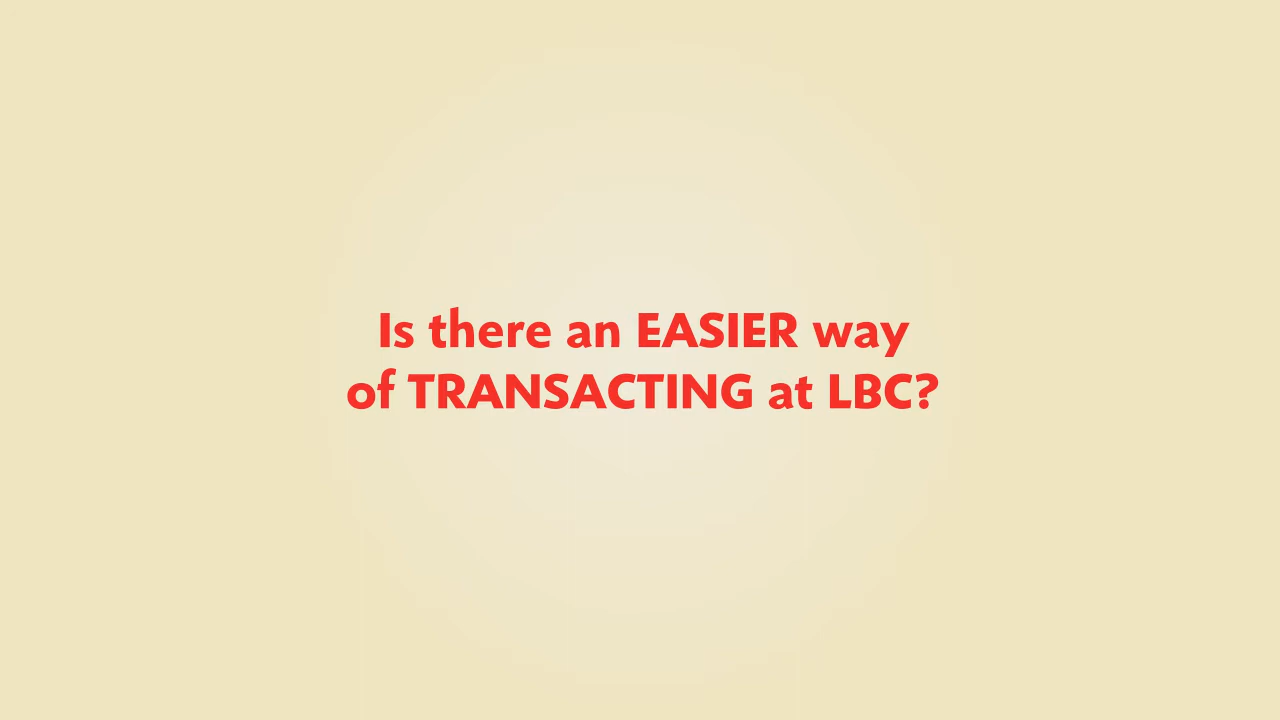 Is there an EASIER way
of TRANSACTING at LBC?